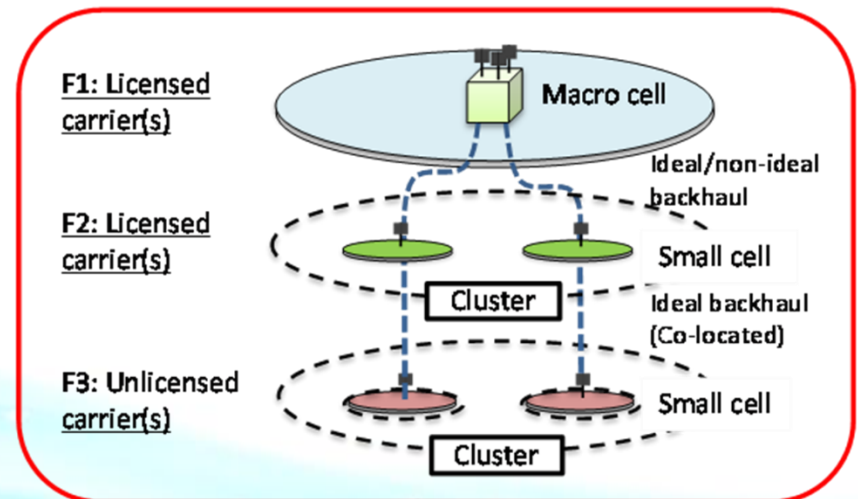 F1: Licensed
carrier(s)
Macro cell
Ideal/non-ideal
backhaul
F2: Licensed
carrier(s)
Small cell
Cluster
Ideal backhaul
(Co-located)
F3: Unlicensed
carrier(s)
Small cell
Cluster